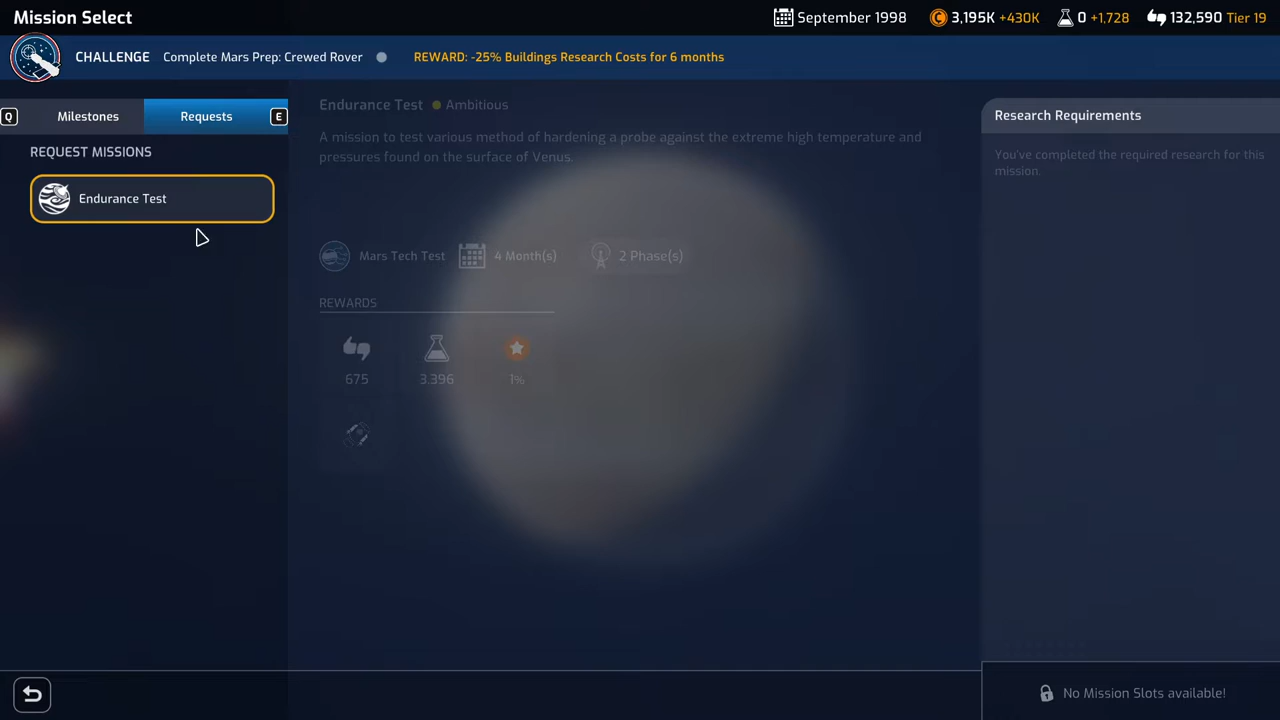 Mission Select
September 1998
3,195K +430K
0 +1,728
132,590 Tier 19
CHALLENGE Complete Mars Prep: Crewed Rover
REWARD: -25% Buildings Research Costs for 6 months
Q
Milestones
Requests
E
REQUEST MISSIONS
Endurance Test
Endurance Test Ambitious
A mission to test various method of hardening a probe against the extreme high temperature and
pressures found on the surface of Venus.
Mars Tech Test
4 Month(s)
2 Phase(s)
REWARDS
675
3,396
1%
Research Requirements
You've completed the required research for this
mission.
No Mission Slots available!